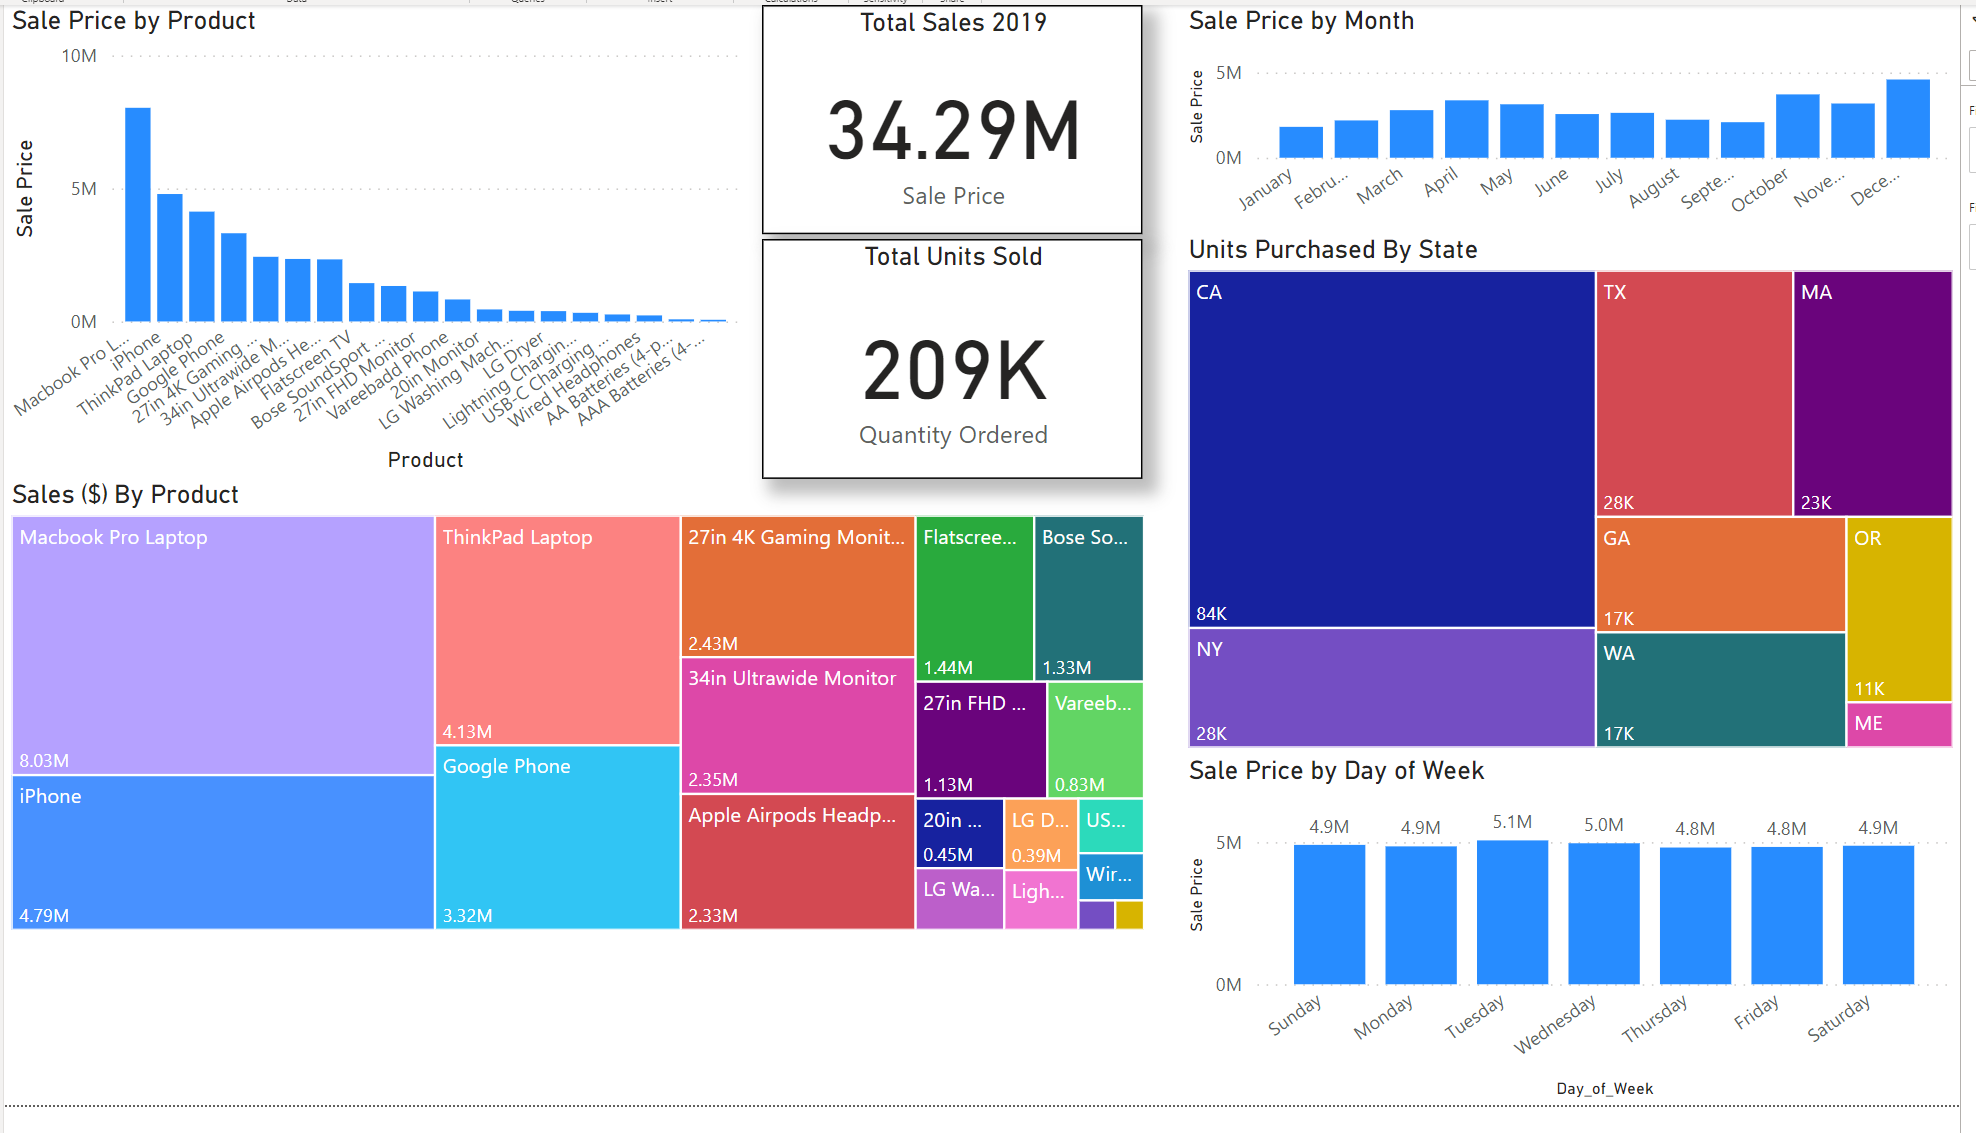 Clipboard
Data
Queries
Insert
Calculations
Sensitivity
Share
Sale Price by Product
10M
5M
0M
Sale Price
Macbook Pro L...
iPhone
ThinkPad Laptop
Google Phone
27in 4K Gaming ...
34in Ultrawide M...
Apple Airpods He...
Flatscreen TV
Bose SoundSport ...
27in FHD Monitor
Vareebadd Phone
20in Monitor
LG Washing Mach...
LG Dryer
Lightning Chargin...
USB-C Charging ...
Wired Headphones
AA Batteries (4-p...
AAA Batteries (4-...
Product
Total Sales 2019
34.29M
Sale Price
Total Units Sold
209K
Quantity Ordered
Sale Price by Month
5M
0M
Sale Price
January
Febru...
March
April
May
June
July
August
Septe...
October
Nove...
Dece...
Units Purchased By State
CA
84K
NY
28K
TX
28K
MA
23K
GA
17K
WA
17K
OR
11K
ME
Sales ($) By Product
Macbook Pro Laptop
8.03M
iPhone
4.79M
ThinkPad Laptop
4.13M
Google Phone
3.32M
27in 4K Gaming Monit...
2.43M
34in Ultrawide Monitor
2.35M
Apple Airpods Headp...
2.33M
Flatscree...
1.44M
Bose So...
1.33M
27in FHD ...
1.13M
Vareeb...
0.83M
20in ...
0.45M
LG D...
0.39M
US...
LG Wa...
Ligh...
Wir...
Sale Price by Day of Week
5M
0M
Sale Price
4.9M
4.9M
5.1M
5.0M
4.8M
4.8M
4.9M
Sunday
Monday
Tuesday
Wednesday
Thursday
Friday
Saturday
Day_of_Week